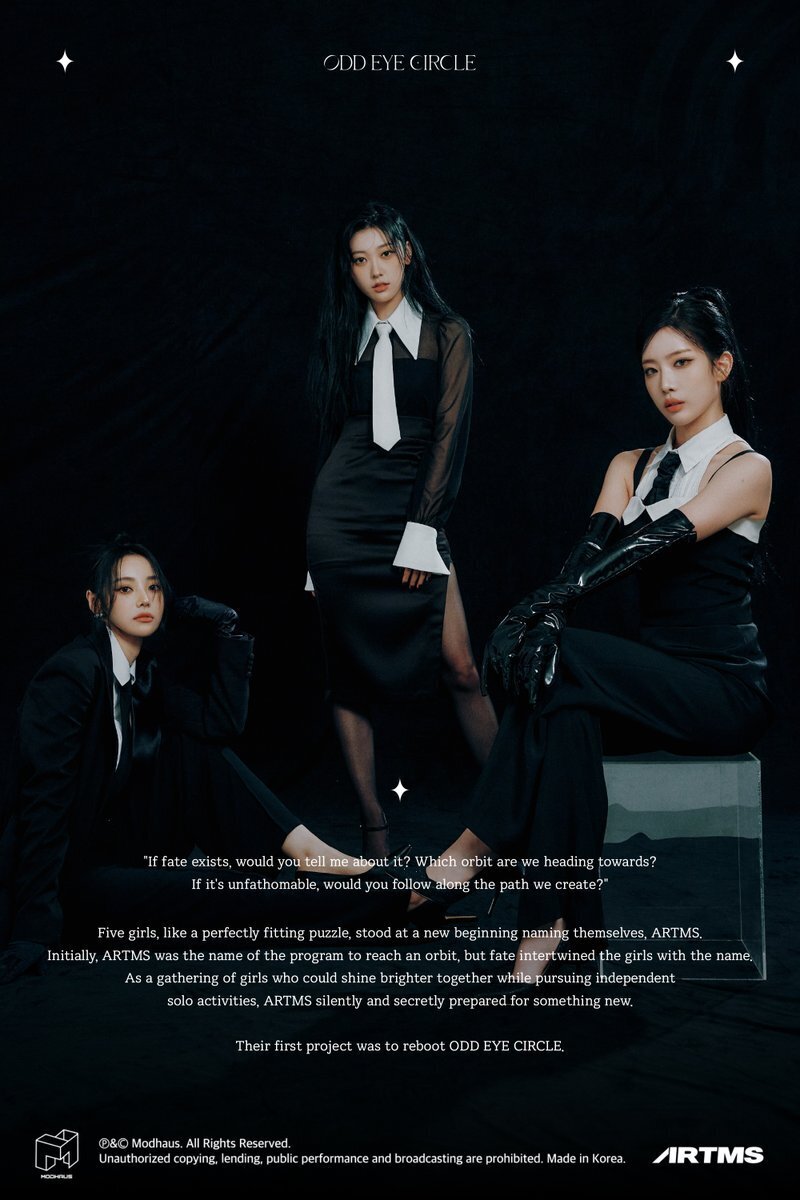 ODD EYE CIRCLE
"If fate exists, would you tell me about it? Which orbit are we heading towards?
If it's unfathomable, would you follow along the path we create?"
Five girls, like a perfectly fitting puzzle, stood at a new beginning naming themselves, ARTMS.
Initially, ARTMS was the name of the program to reach an orbit, but fate intertwined the girls with the name.
As a gathering of girls who could shine brighter together while pursuing independent
solo activities, ARTMS silently and secretly prepared for something new.
Their first project was to reboot ODD EYE CIRCLE.
MODHAUS
℗&© Modhaus. All Rights Reserved.
Unauthorized copying, lending, public performance and broadcasting are prohibited. Made in Korea.
ARTMS